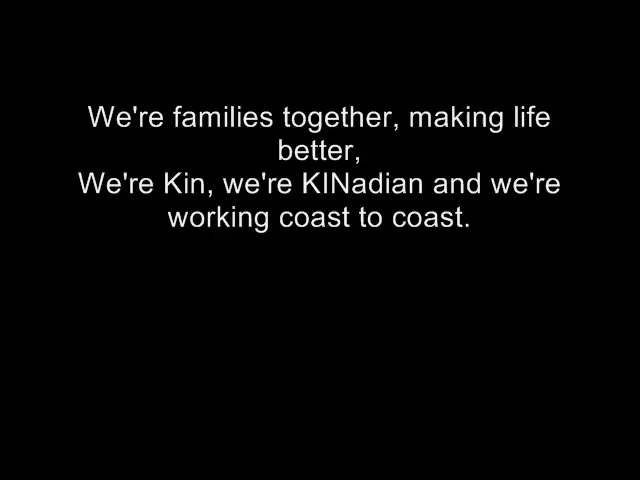 We're families together, making life
better,
We're Kin, we're KINadian and we're
working coast to coast.